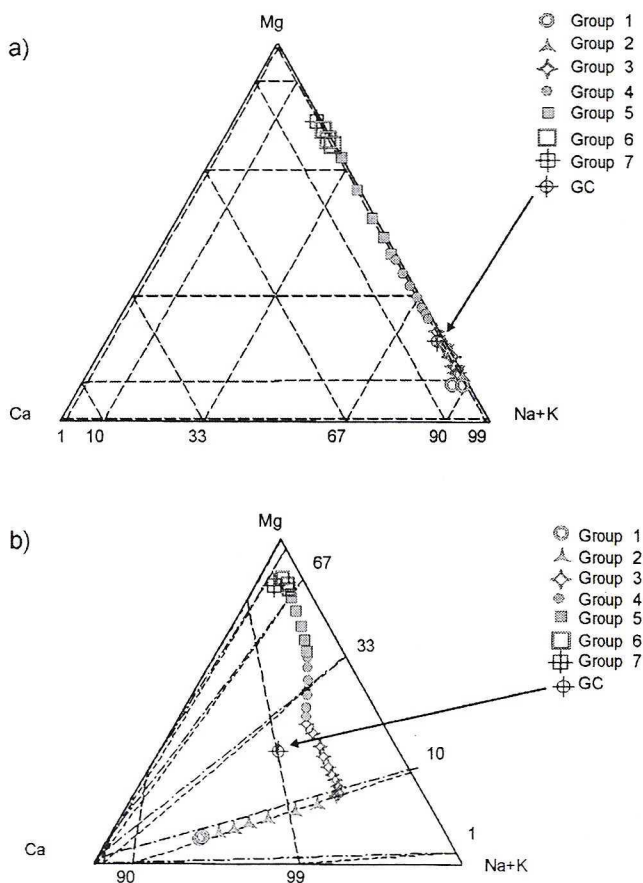 a)
Mg
Group 1
Group 2
Group 3
Group 4
Group 5
Group 6
Group 7
GC
Ca
Na+K
1 10 33 67 90 99
b)
Mg
67
Group 1
Group 2
Group 3
Group 4
Group 5
Group 6
Group 7
GC
33
10
1
Ca
Na+K
90 99